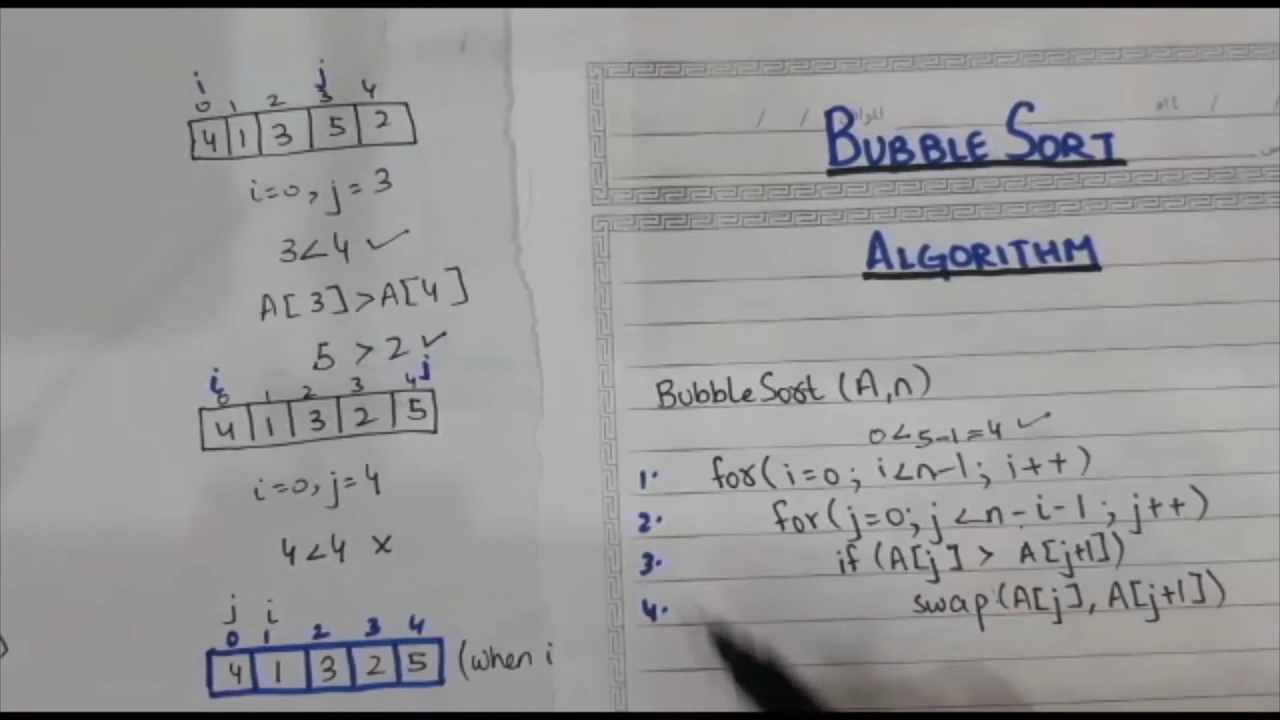 i j
0 1 2 3 4
4 1 3 5 2
i=0, j=3
3<4 ✓
A[3]>A[4]
5 > 2 ✓
i j
0 1 2 3 4
4 1 3 2 5
i=0, j=4
4<4 ✗
j i
0 1 2 3 4
4 1 3 2 5 (when i
BUBBLE SORT
ALGORITHM
BubbleSort (A,n)
0<5-1=4 ✓
1. for(i=0; i<n-1; i++)
2. for(j=0; j<n-i-1; j++)
3. if (A[j] > A[j+1])
4. swap(A[j], A[j+1])